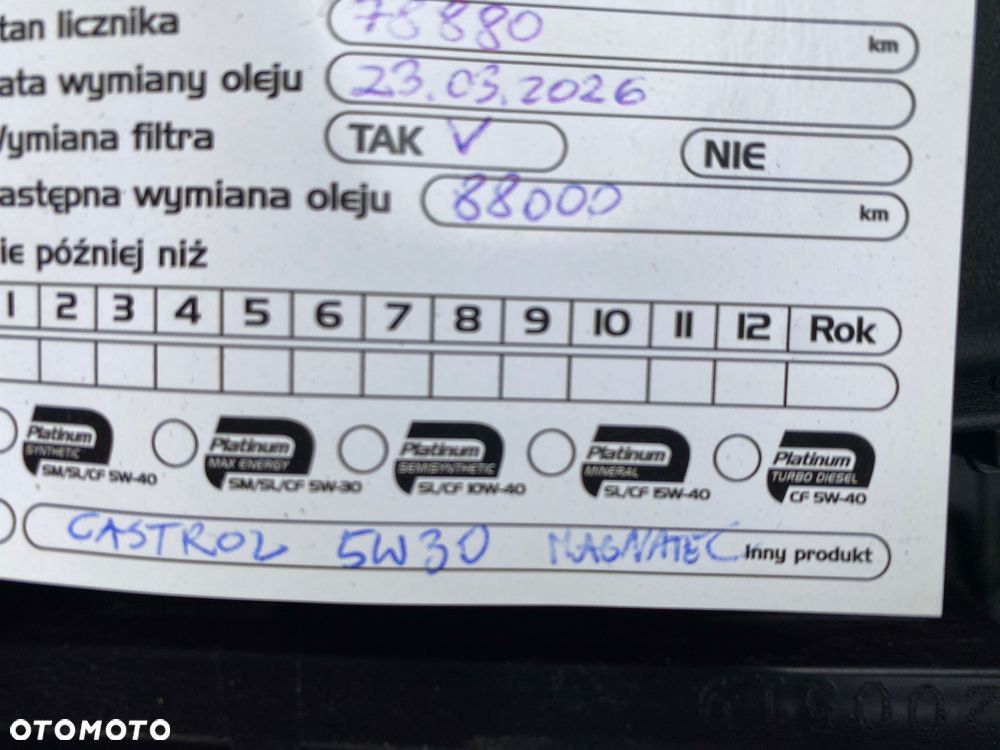 tan licznika 78880 km
ata wymiany oleju 23.03.2026
Wymiana filtra TAK V NIE
astępna wymiana oleju 88000 km
ie później niż
1 2 3 4 5 6 7 8 9 10 11 12 Rok
Platinum SYNTHETIC SM/SL/CF 5W-40 Platinum MAX ENERGY SM/SL/CF 5W-30 Platinum SEMISYNTHETIC SL/CF 10W-40 Platinum MINERAL SL/CF 15W-40 Platinum TURBO DIESEL CF 5W-40
CASTROL 5W30 MAGNATEC Inny produkt
OTOMOTO